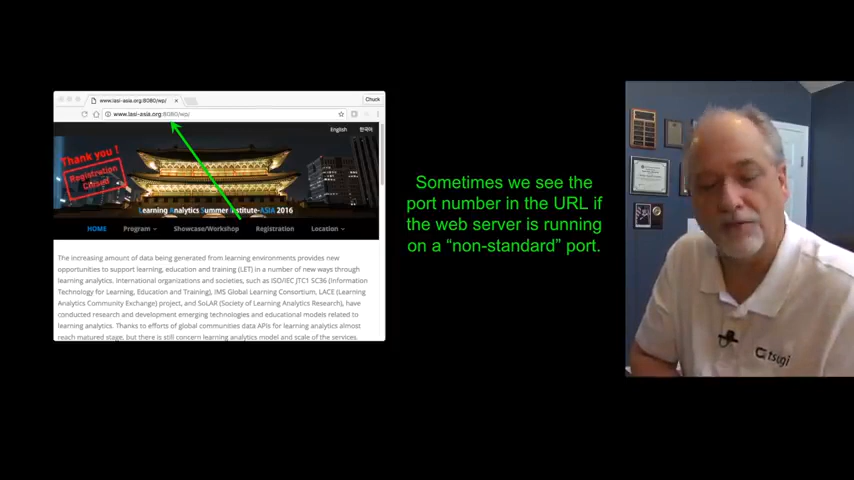 www.lasi-asia.org:8080/wp/
Chuck
www.lasi-asia.org:8080/wp/
English
한국어
Thank you !
Registration
Closed
Learning Analytics Summer Institute-ASIA 2016
HOME Program Showcase/Workshop Registration Location
The increasing amount of data being generated from learning environments provides new
opportunities to support learning, education and training (LET) in a number of new ways through
learning analytics. International organizations and societies, such as ISO/IEC JTC1 SC36 (Information
Technology for Learning, Education and Training), IMS Global Learning Consortium, LACE (Learning
Analytics Community Exchange) project, and SoLAR (Society of Learning Analytics Research), have
conducted research and development emerging technologies and educational models related to
learning analytics. Thanks to efforts of global communities data APIs for learning analytics almost
reach matured stage, but there is still concern learning analytics model and scale of the services.
Sometimes we see the
port number in the URL if
the web server is running
on a “non-standard” port.
tsugi